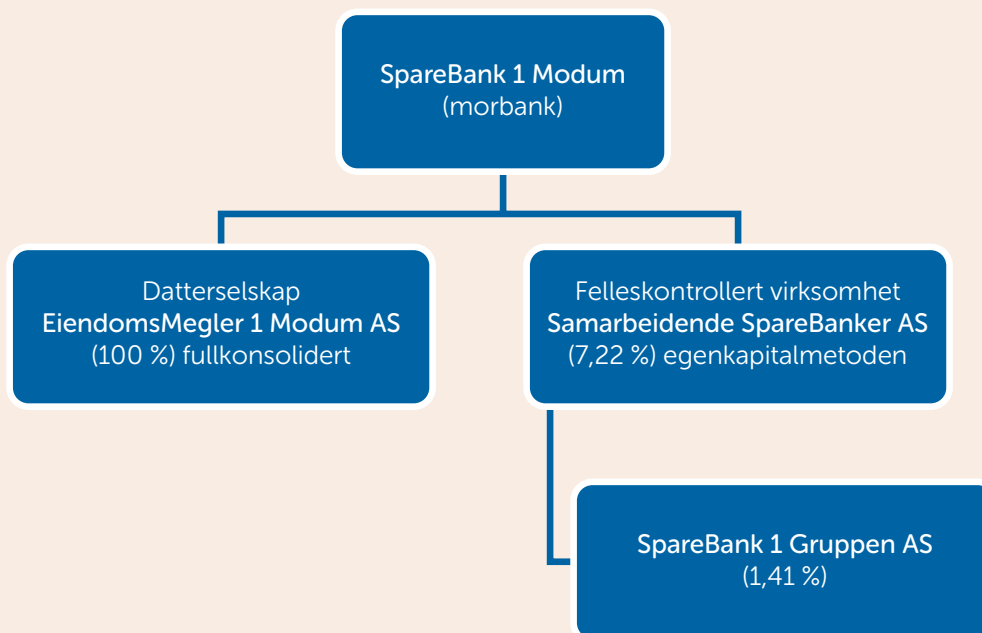 SpareBank 1 Modum
(morbank)
Datterselskap
EiendomsMegler 1 Modum AS
(100 %) fullkonsolidert
Felleskontrollert virksomhet
Samarbeidende SpareBanker AS
(7,22 %) egenkapitalmetoden
SpareBank 1 Gruppen AS
(1,41 %)